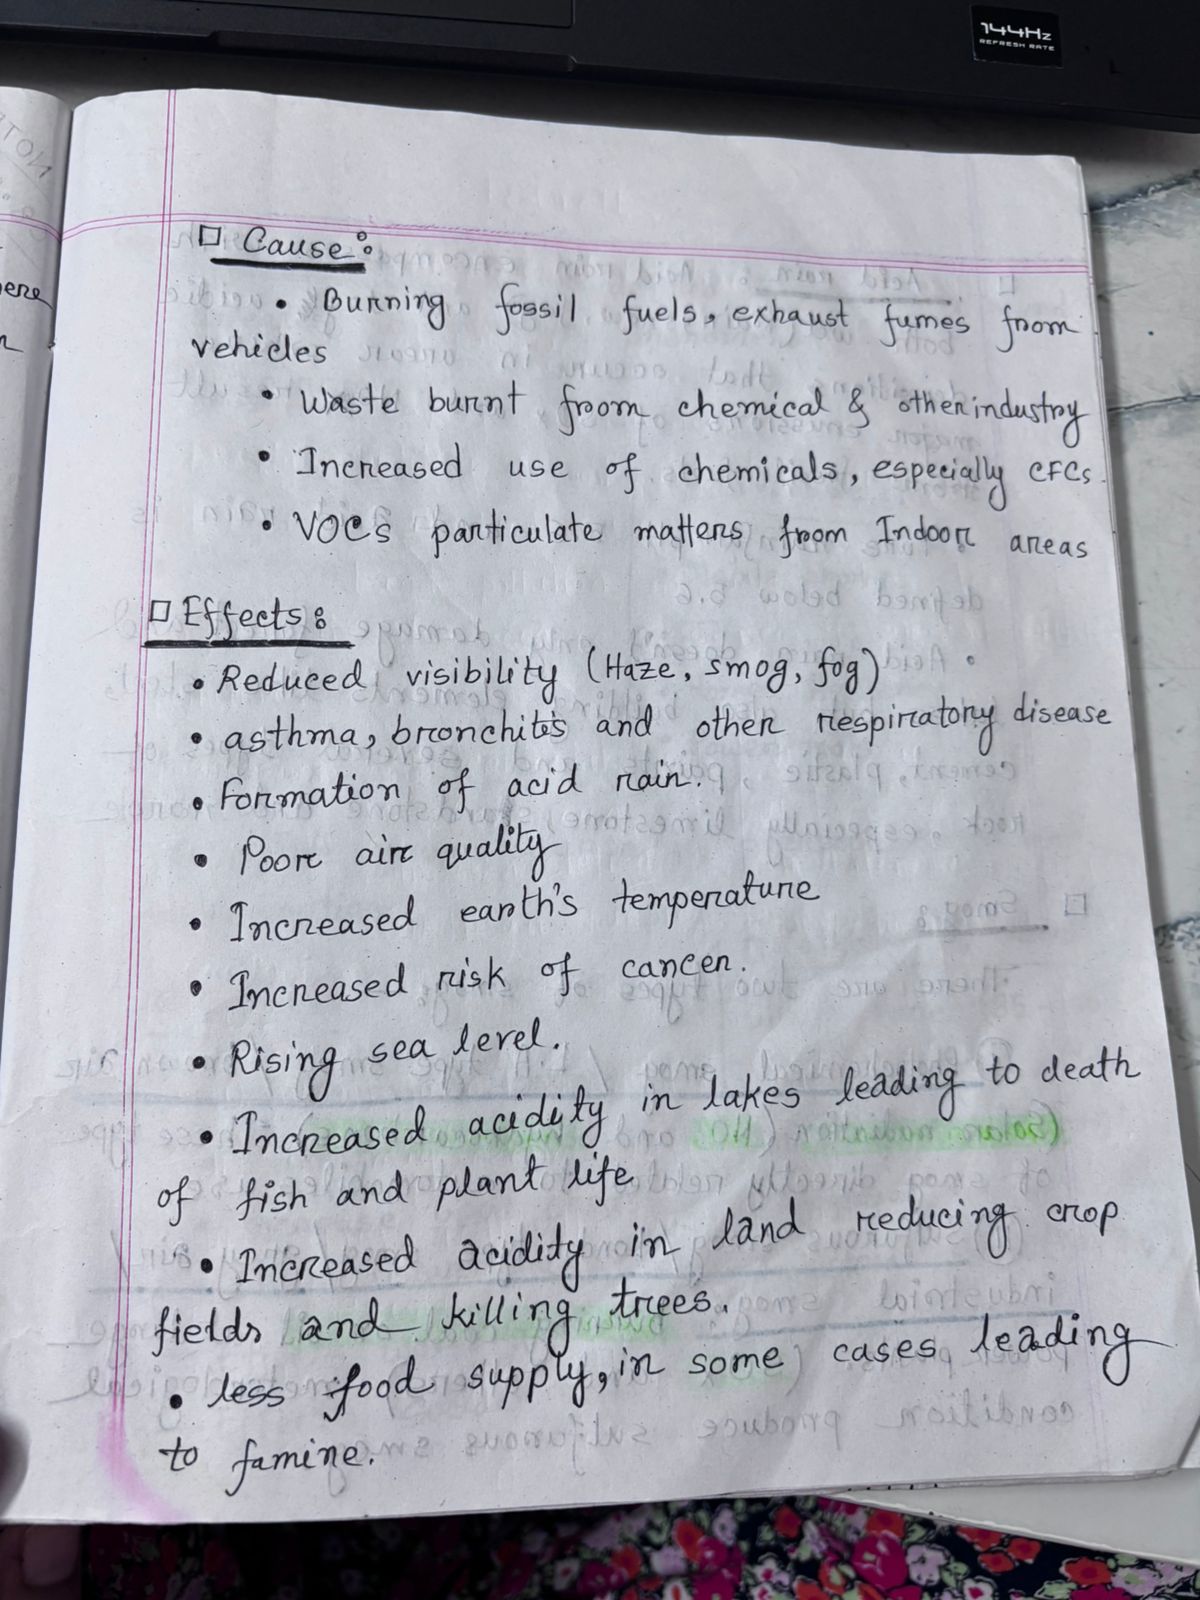 144Hz
REFRESH RATE
□ Cause:
• Burning fossil fuels, exhaust fumes from
vehicles
• Waste burnt from chemical & other industry
• Increased use of chemicals, especially CFCs
• VOCs particulate matters from Indoor areas
□ Effects:
• Reduced visibility (Haze, smog, fog)
• asthma, bronchites and other respiratory disease
• Formation of acid rain.
• Poor air quality
• Increased earth's temperature
• Increased risk of cancer.
• Rising sea level.
• Increased acidity in lakes leading to death
of fish and plant life
• Increased acidity in land reducing crop
fields and killing trees.
• less food supply, in some cases leading
to famine.